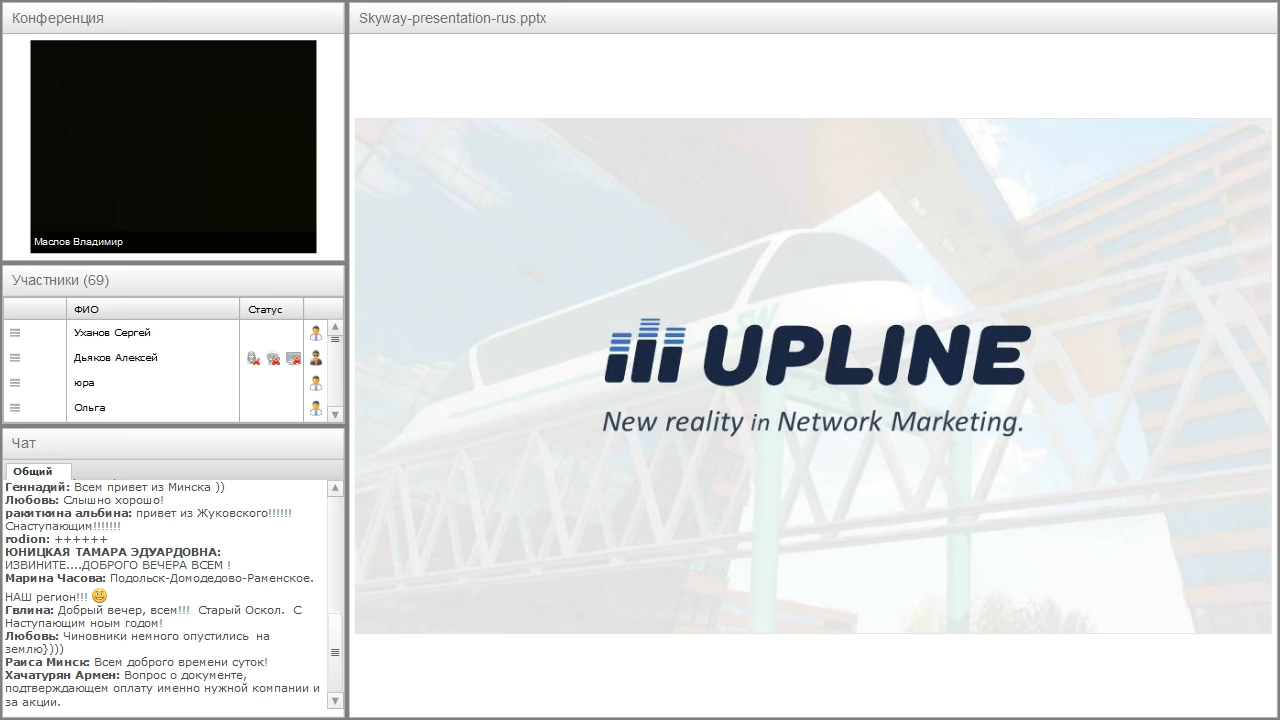 Конференция
Маслов Владимир
Участники (69)
ФИО Статус
Уханов Сергей
Дьяков Алексей
юра
Ольга
Чат
Общий
Геннадий: Всем привет из Минска ))
Любовь: Слышно хорошо!
ракиткина альбина: привет из Жуковского!!!!!!
Снаступающим!!!!!!!
rodion: ++++++
ЮНИЦКАЯ ТАМАРА ЭДУАРДОВНА:
ИЗВИНИТЕ....ДОБРОГО ВЕЧЕРА ВСЕМ !
Марина Часова: Подольск-Домодедово-Раменское.
НАШ регион!!!
Гвлина: Добрый вечер, всем!!! Старый Оскол. С
Наступающим ноым годом!
Любовь: Чиновники немного опустились на
землю}))))
Раиса Минск: Всем доброго времени суток!
Хачатурян Армен: Вопрос о документе,
подтверждающем оплату именно нужной компании и
за акции.
Skyway-presentation-rus.pptx
SW
UPLINE
New reality in Network Marketing.